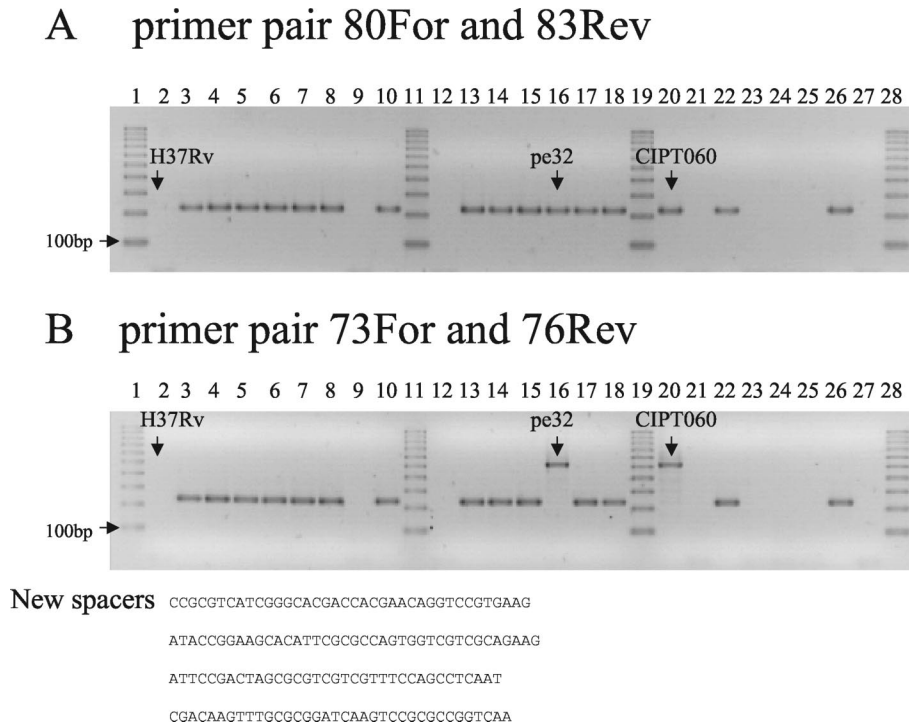 A primer pair 80For and 83Rev
1 2 3 4 5 6 7 8 9 10 11 12 13 14 15 16 17 18 19 20 21 22 23 24 25 26 27 28
H37Rv pe32 CIPT060
100bp
B primer pair 73For and 76Rev
1 2 3 4 5 6 7 8 9 10 11 12 13 14 15 16 17 18 19 20 21 22 23 24 25 26 27 28
H37Rv pe32 CIPT060
100bp
New spacers CCGCGTCATCGGGCACGACCACGAACAGGTCCGTGAAG
ATACCGGAAGCACATTCGCGCCAGTGGTCGTCGCAGAAG
ATTCCGACTAGCGCGTCGTCGTTTCCAGCCTCAAT
CGACAAGTTTGCGCGGATCAAGTCCGCGCCGGTCAA